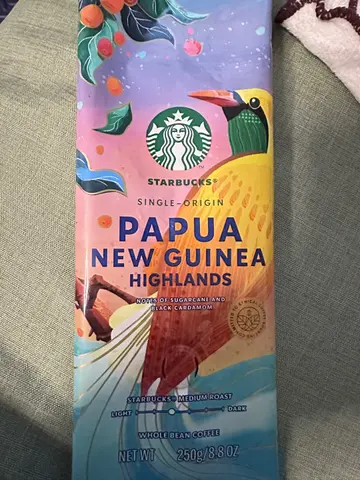 STARBUCKS®
SINGLE-ORIGIN
PAPUA
NEW GUINEA
HIGHLANDS
NOTES OF SUGARCANE AND
BLACK CARDAMOM
STARBUCKS® MEDIUM ROAST
LIGHT DARK
WHOLE BEAN COFFEE
NET WT 250g/8.8 OZ